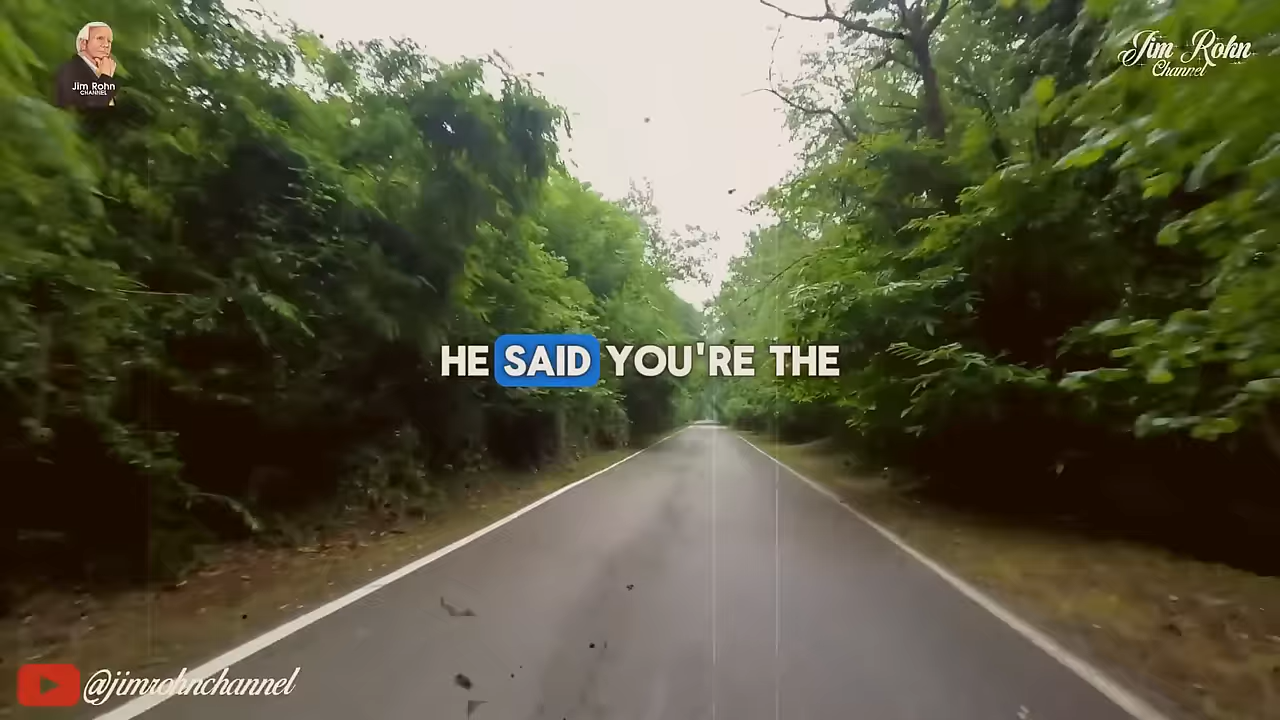 Jim Rohn
CHANNEL
Jim Rohn
Channel
HE SAID YOU'RE THE
@jimrohnchannel